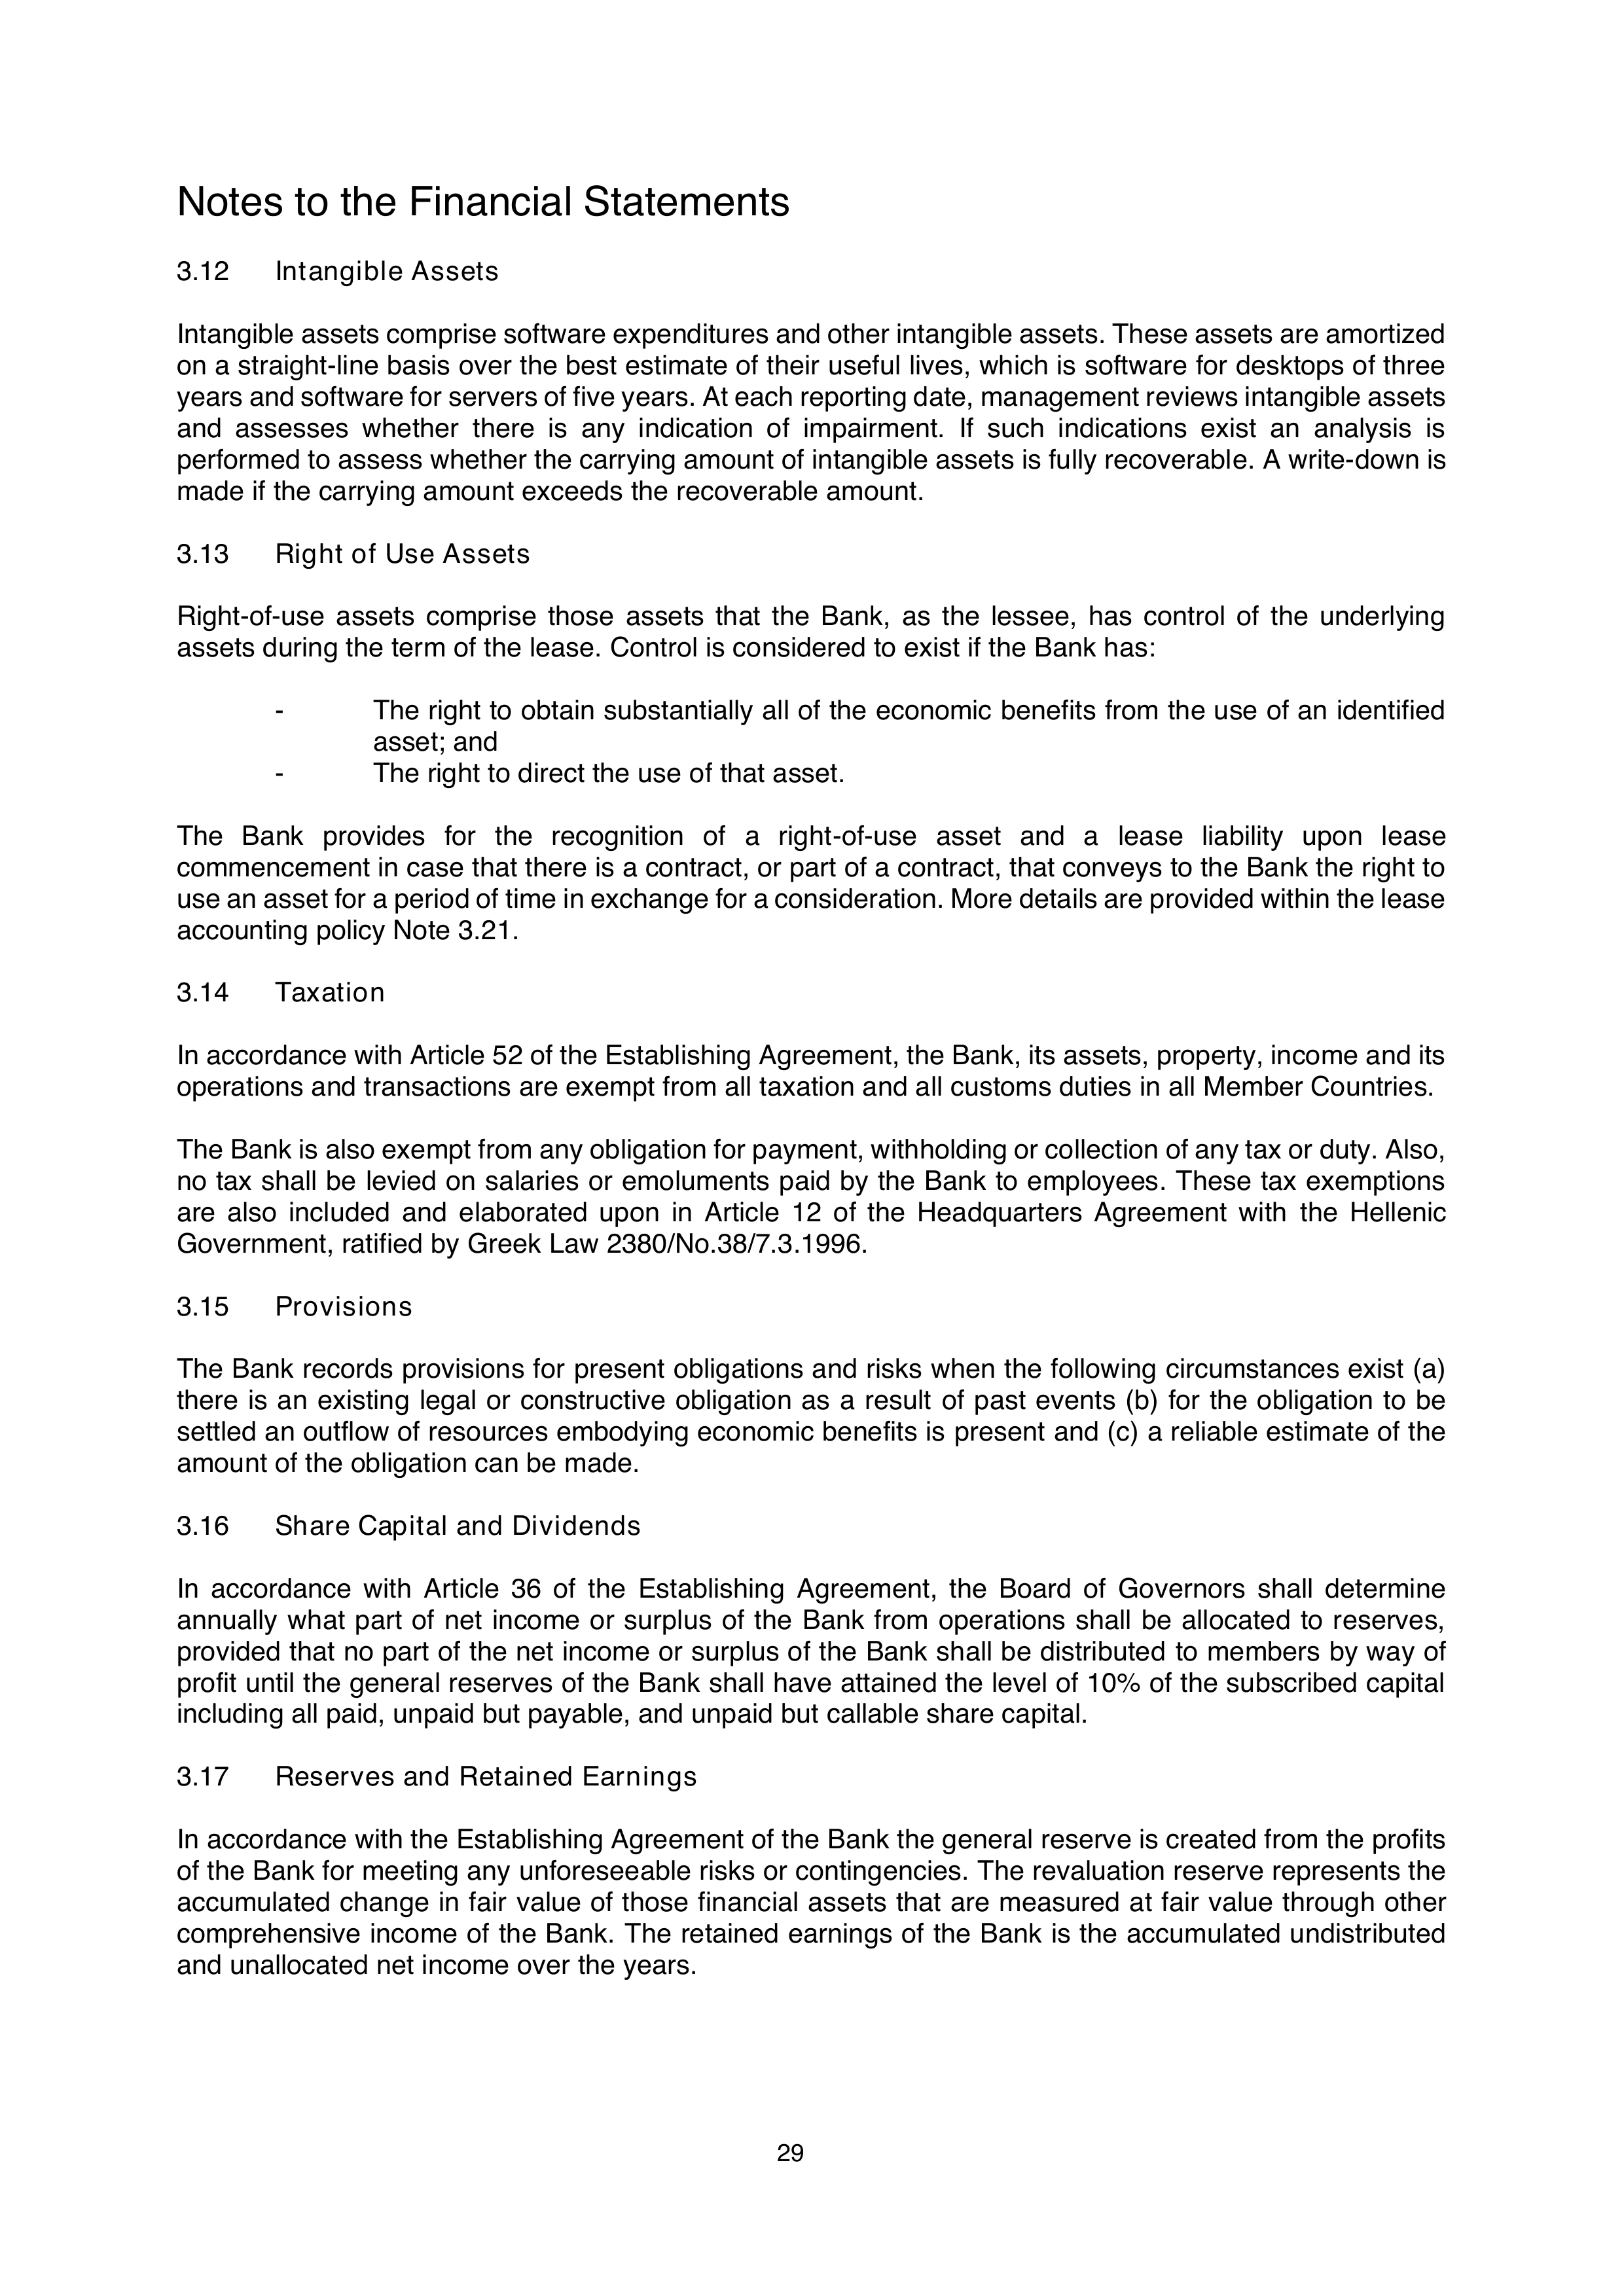 Notes to the Financial Statements
3.12 Intangible Assets
Intangible assets comprise software expenditures and other intangible assets. These assets are amortized
on a straight-line basis over the best estimate of their useful lives, which is software for desktops of three
years and software for servers of five years. At each reporting date, management reviews intangible assets
and assesses whether there is any indication of impairment. If such indications exist an analysis is
performed to assess whether the carrying amount of intangible assets is fully recoverable. A write-down is
made if the carrying amount exceeds the recoverable amount.
3.13 Right of Use Assets
Right-of-use assets comprise those assets that the Bank, as the lessee, has control of the underlying
assets during the term of the lease. Control is considered to exist if the Bank has:
- The right to obtain substantially all of the economic benefits from the use of an identified
asset; and
- The right to direct the use of that asset.
The Bank provides for the recognition of a right-of-use asset and a lease liability upon lease
commencement in case that there is a contract, or part of a contract, that conveys to the Bank the right to
use an asset for a period of time in exchange for a consideration. More details are provided within the lease
accounting policy Note 3.21.
3.14 Taxation
In accordance with Article 52 of the Establishing Agreement, the Bank, its assets, property, income and its
operations and transactions are exempt from all taxation and all customs duties in all Member Countries.
The Bank is also exempt from any obligation for payment, withholding or collection of any tax or duty. Also,
no tax shall be levied on salaries or emoluments paid by the Bank to employees. These tax exemptions
are also included and elaborated upon in Article 12 of the Headquarters Agreement with the Hellenic
Government, ratified by Greek Law 2380/No.38/7.3.1996.
3.15 Provisions
The Bank records provisions for present obligations and risks when the following circumstances exist (a)
there is an existing legal or constructive obligation as a result of past events (b) for the obligation to be
settled an outflow of resources embodying economic benefits is present and (c) a reliable estimate of the
amount of the obligation can be made.
3.16 Share Capital and Dividends
In accordance with Article 36 of the Establishing Agreement, the Board of Governors shall determine
annually what part of net income or surplus of the Bank from operations shall be allocated to reserves,
provided that no part of the net income or surplus of the Bank shall be distributed to members by way of
profit until the general reserves of the Bank shall have attained the level of 10% of the subscribed capital
including all paid, unpaid but payable, and unpaid but callable share capital.
3.17 Reserves and Retained Earnings
In accordance with the Establishing Agreement of the Bank the general reserve is created from the profits
of the Bank for meeting any unforeseeable risks or contingencies. The revaluation reserve represents the
accumulated change in fair value of those financial assets that are measured at fair value through other
comprehensive income of the Bank. The retained earnings of the Bank is the accumulated undistributed
and unallocated net income over the years.
29